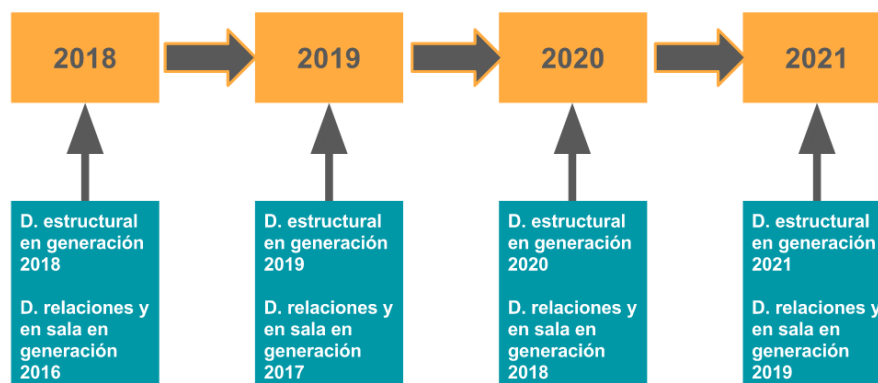 2018
2019
2020
2021
D. estructural
en generación
2018
D. relaciones y
en sala en
generación
2016
D. estructural
en generación
2019
D. relaciones y
en sala en
generación
2017
D. estructural
en generación
2020
D. relaciones y
en sala en
generación
2018
D. estructural
en generación
2021
D. relaciones y
en sala en
generación
2019